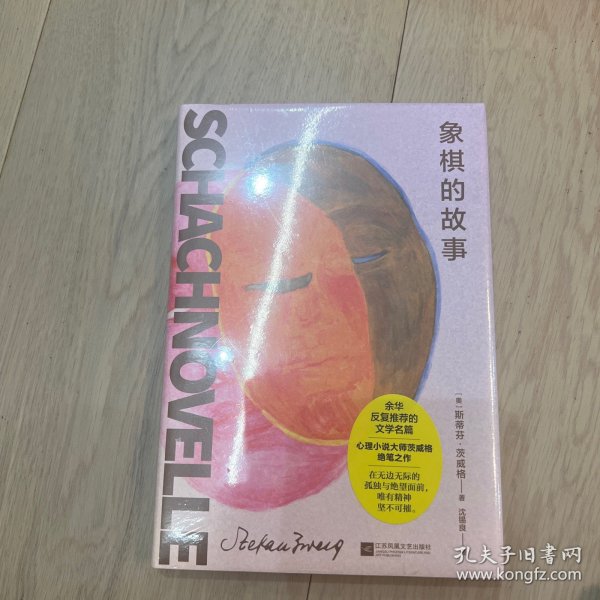 SCHACHNOVELLE
象棋的故事
余华
反复推荐的
文学名篇
心理小说大师茨威格
绝笔之作
在无边无际的
孤独与绝望面前，
唯有精神
坚不可摧。
[奥]斯蒂芬·茨威格——著
沈锡良——
Stefan Zweig
江苏凤凰文艺出版社
孔夫子旧书网
www.kongfz.com